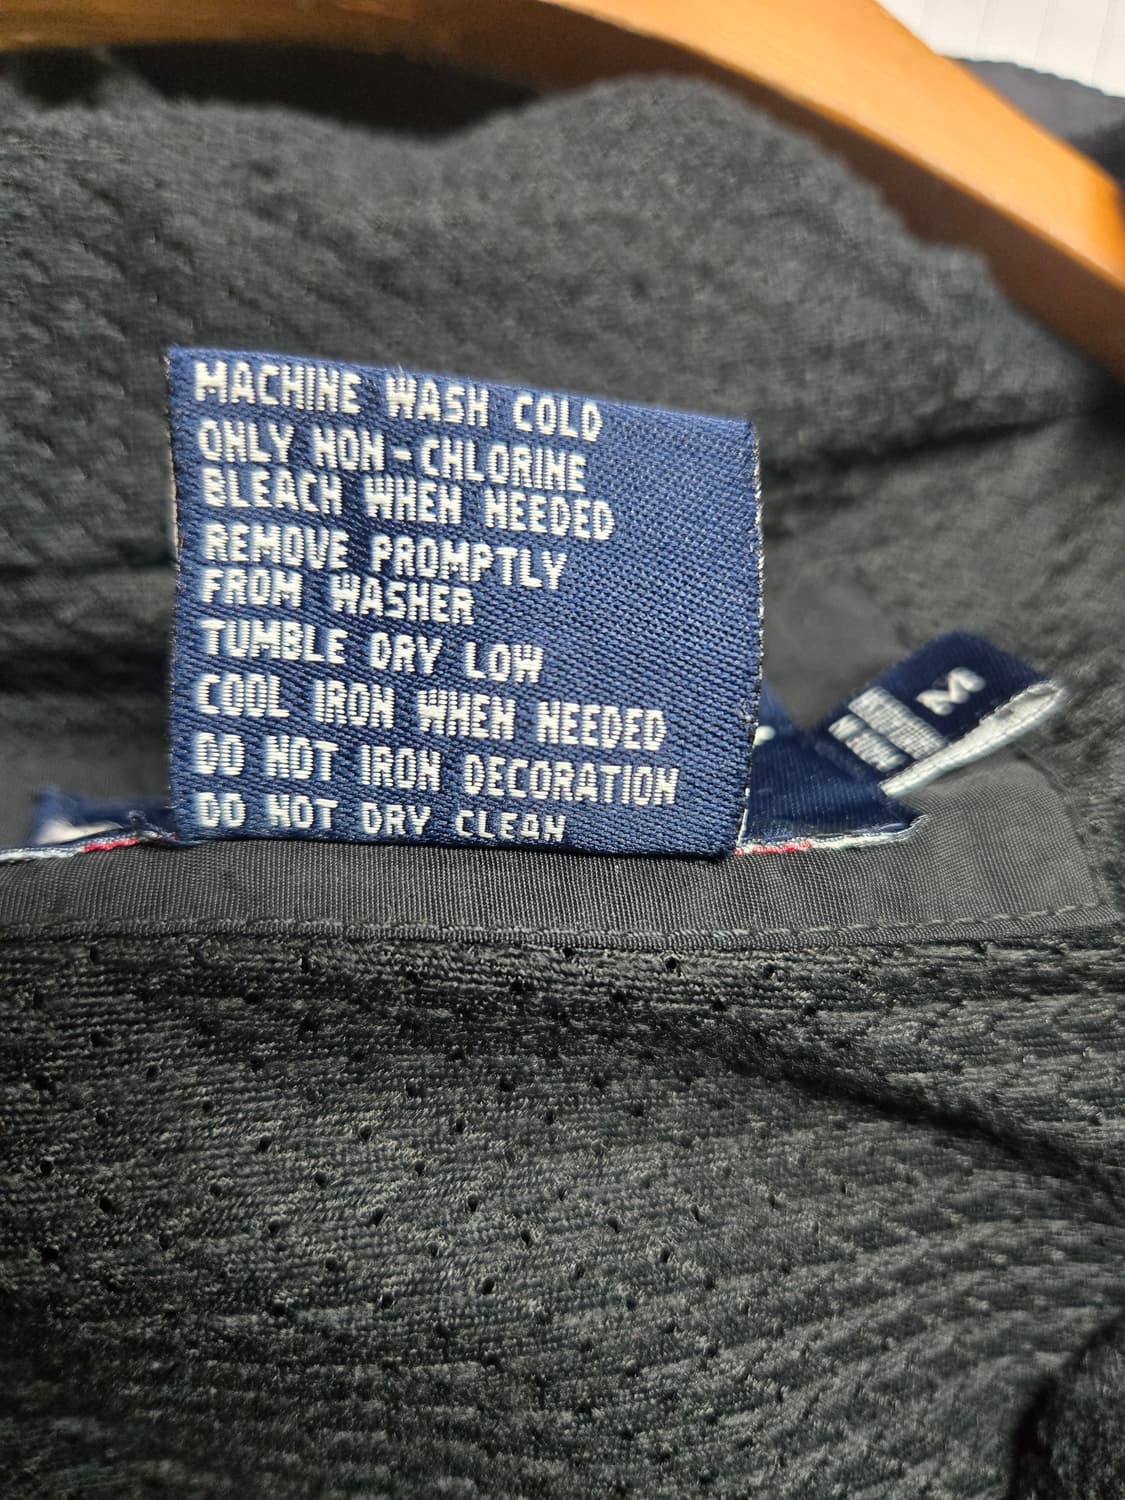 MACHINE WASH COLD
ONLY NON-CHLORINE
BLEACH WHEN NEEDED
REMOVE PROMPTLY
FROM WASHER
TUMBLE DRY LOW
COOL IRON WHEN NEEDED
DO NOT IRON DECORATION
DO NOT DRY CLEAN
M